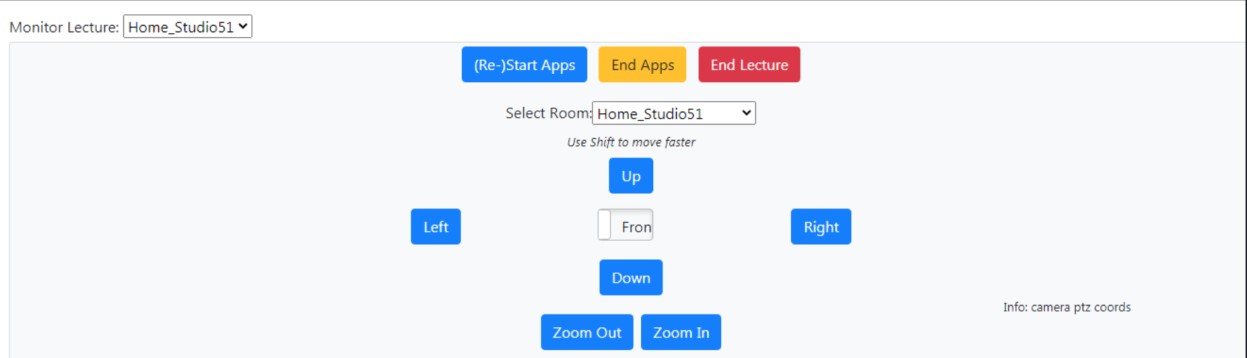 Monitor Lecture: Home_Studio51
(Re-)Start Apps End Apps End Lecture
Select Room: Home_Studio51
Use Shift to move faster
Up
Left Fron Right
Down
Info: camera ptz coords
Zoom Out Zoom In